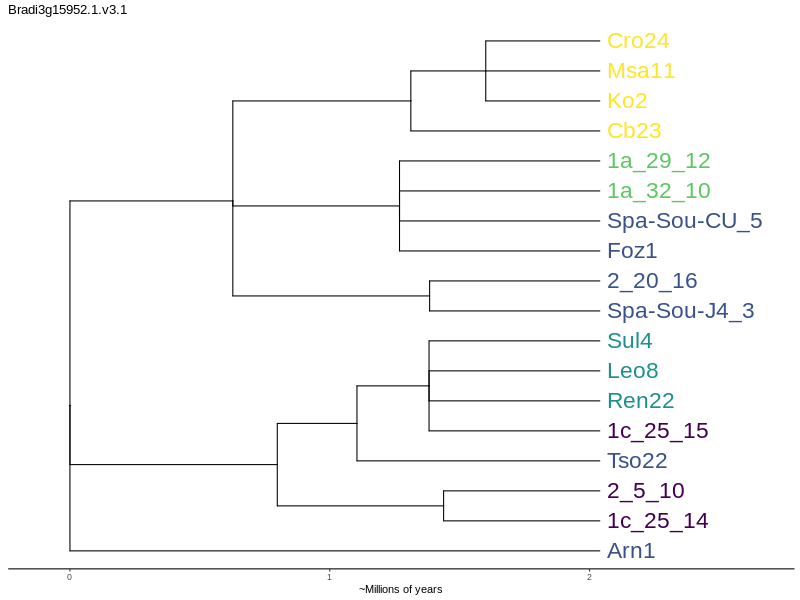 Bradi3g15952.1.v3.1
Cro24
Msa11
Ko2
Cb23
1a_29_12
1a_32_10
Spa-Sou-CU_5
Foz1
2_20_16
Spa-Sou-J4_3
Sul4
Leo8
Ren22
1c_25_15
Tso22
2_5_10
1c_25_14
Arn1
0 1 2
~Millions of years